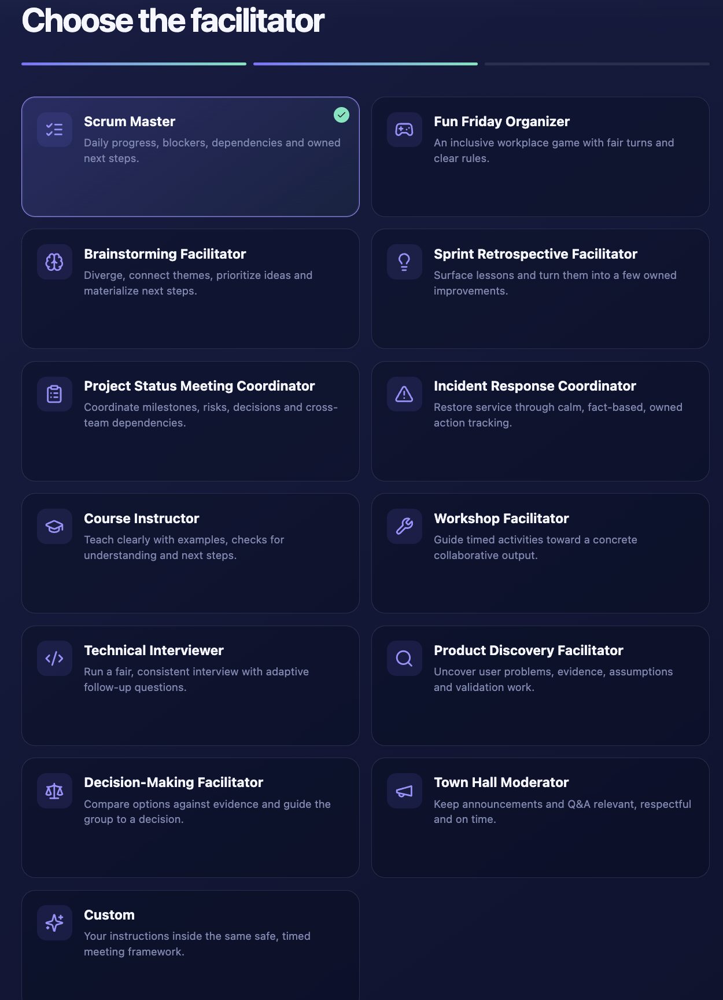 Choose the facilitator
Scrum Master
Daily progress, blockers, dependencies and owned
next steps.
Fun Friday Organizer
An inclusive workplace game with fair turns and
clear rules.
Brainstorming Facilitator
Diverge, connect themes, prioritize ideas and
materialize next steps.
Sprint Retrospective Facilitator
Surface lessons and turn them into a few owned
improvements.
Project Status Meeting Coordinator
Coordinate milestones, risks, decisions and cross-
team dependencies.
Incident Response Coordinator
Restore service through calm, fact-based, owned
action tracking.
Course Instructor
Teach clearly with examples, checks for
understanding and next steps.
Workshop Facilitator
Guide timed activities toward a concrete
collaborative output.
Technical Interviewer
Run a fair, consistent interview with adaptive
follow-up questions.
Product Discovery Facilitator
Uncover user problems, evidence, assumptions
and validation work.
Decision-Making Facilitator
Compare options against evidence and guide the
group to a decision.
Town Hall Moderator
Keep announcements and Q&A relevant, respectful
and on time.
Custom
Your instructions inside the same safe, timed
meeting framework.